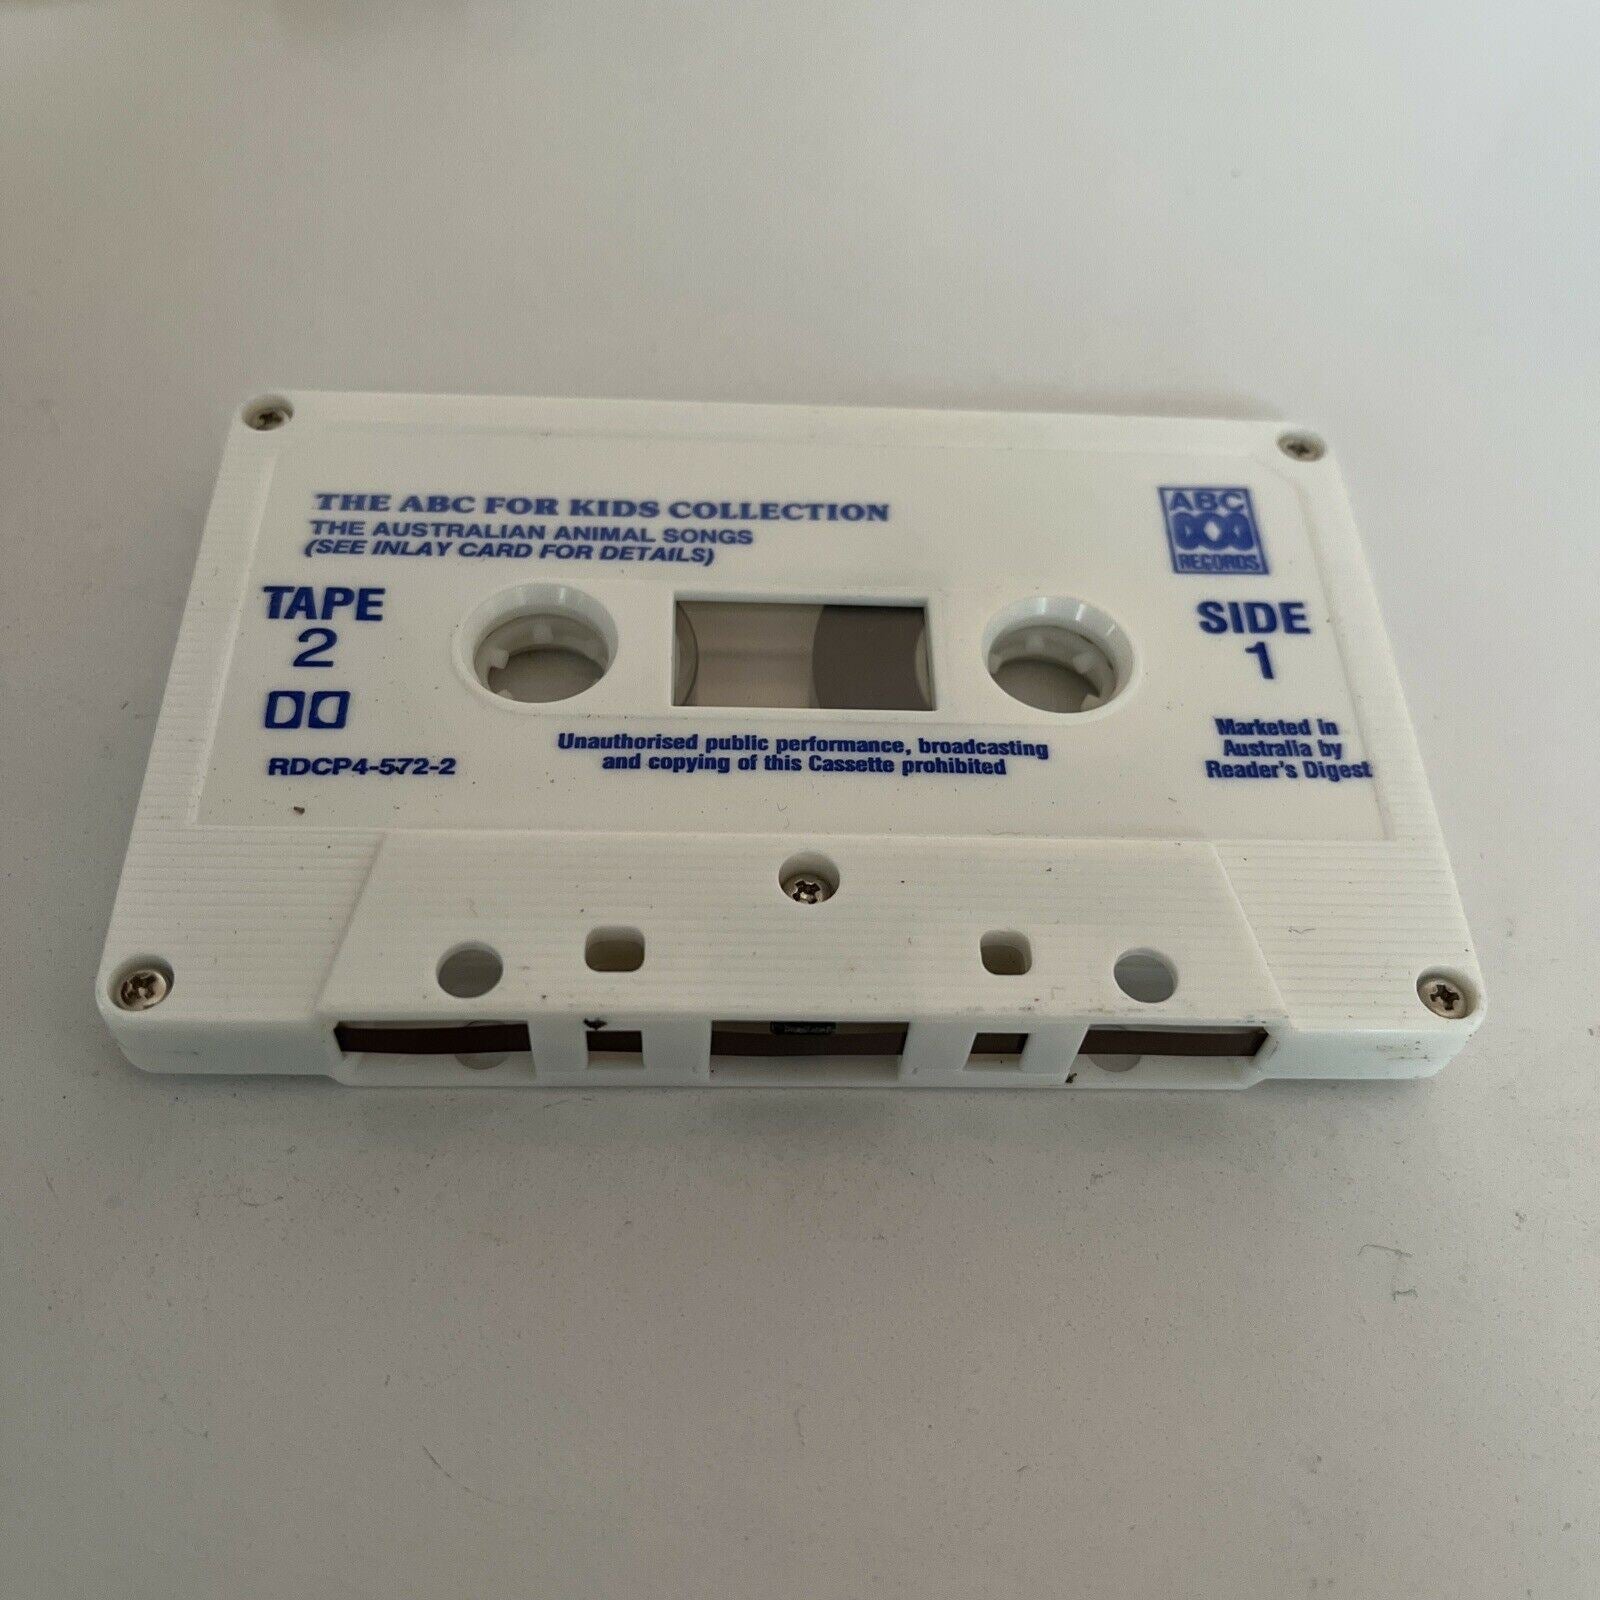 THE ABC FOR KIDS COLLECTION
THE AUSTRALIAN ANIMAL SONGS
(SEE INLAY CARD FOR DETAILS)
ABC
RECORDS
TAPE
2
SIDE
1
RDCP4-572-2
Unauthorised public performance, broadcasting
and copying of this Cassette prohibited
Marketed in
Australia by
Reader's Digest